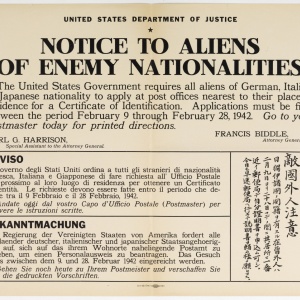 UNITED STATES DEPARTMENT OF JUSTICE
NOTICE TO ALIENS
OF ENEMY NATIONALITIES
The United States Government requires all aliens of German, Itali
Japanese nationality to apply at post offices nearest to their place
idence for a Certificate of Identification. Applications must be fi
ween the period February 9 through February 28, 1942. Go to yo
stmaster today for printed directions.
FRANCIS BIDDLE,
Attorney Genera
RL G. HARRISON,
Special Assistant to the Attorney General.
VISO
overno degli Stati Uniti ordina a tutti gli stranieri di nazionalità
esca, Italiana e Giapponese di fare richiesta all' Ufficio Postale
prossimo al loro luogo di residenza per ottenere un Certificato
entità. Le richieste devono essere fatte entro il periodo che de-
tra il 9 Febbraio e il 28 Febbraio, 1942.
ndate oggi dal vostro Capo d'Ufficio Postale (Postmaster) per
vere le istruzioni scritte.
KANNTMACHUNG
Regierung der Vereinigten Staaten von Amerika fordert alle
aender deutscher, italienischer und japanischer Staatsangehoerig-
auf, sich auf das ihrem Wohnorte naheliegende Postamt zu
ben, um einen Personalausweis zu beantragen. Das Gesuch
zwischen dem 9. und 28. Februar 1942 eingereicht werden.
ehen Sie noch heute zu Ihrem Postmeister und verschaffen Sie
die gedruckten Vorschriften.
敵國外人注意